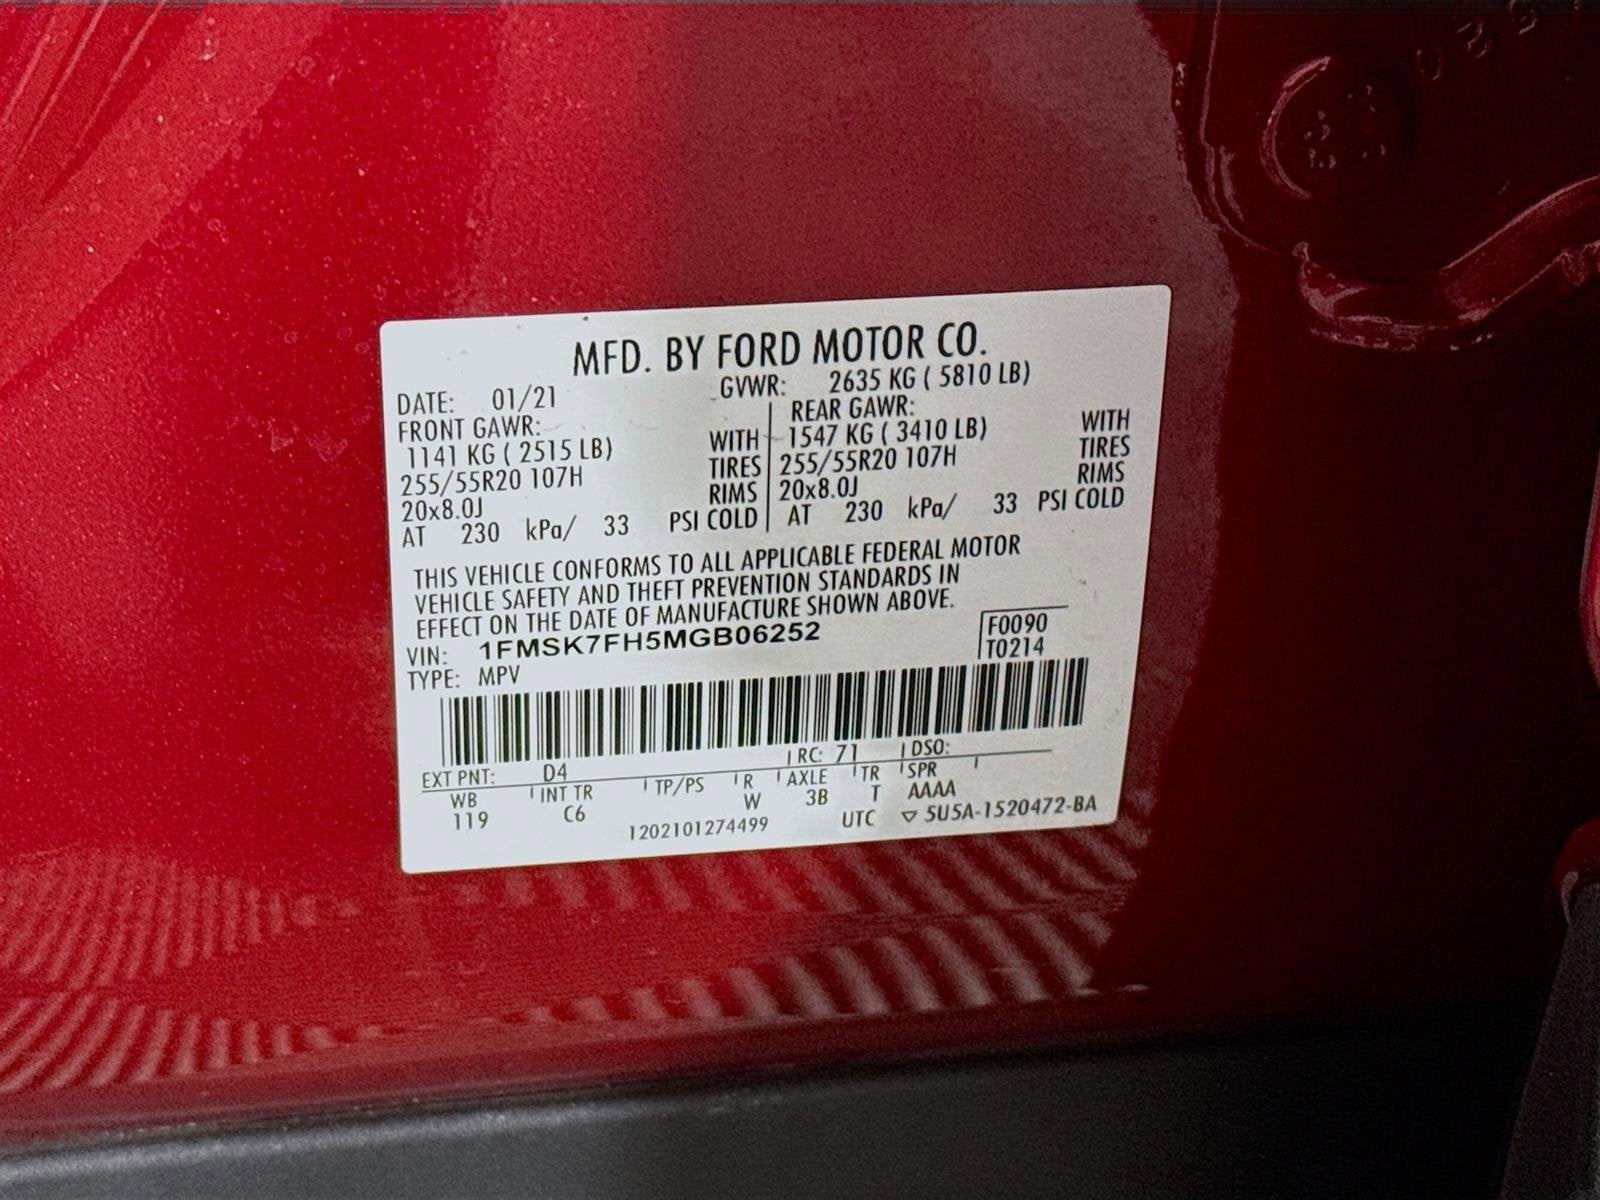 MFD. BY FORD MOTOR CO.
DATE: 01/21 GVWR: 2635 KG ( 5810 LB)
FRONT GAWR: REAR GAWR:
1141 KG ( 2515 LB) WITH 1547 KG ( 3410 LB) WITH
255/55R20 107H TIRES 255/55R20 107H TIRES
20x8.0J RIMS 20x8.0J RIMS
AT 230 kPa/ 33 PSI COLD AT 230 kPa/ 33 PSI COLD
THIS VEHICLE CONFORMS TO ALL APPLICABLE FEDERAL MOTOR
VEHICLE SAFETY AND THEFT PREVENTION STANDARDS IN
EFFECT ON THE DATE OF MANUFACTURE SHOWN ABOVE.
VIN: 1FMSK7FH5MGB06252 F0090
TYPE: MPV T0214
EXT PNT: D4 RC: 71 DSO:
WB INT TR TP/PS R AXLE TR SPR
119 C6 W 3B T AAAA
1202101274499 UTC ▽ 5U5A-1520472-BA